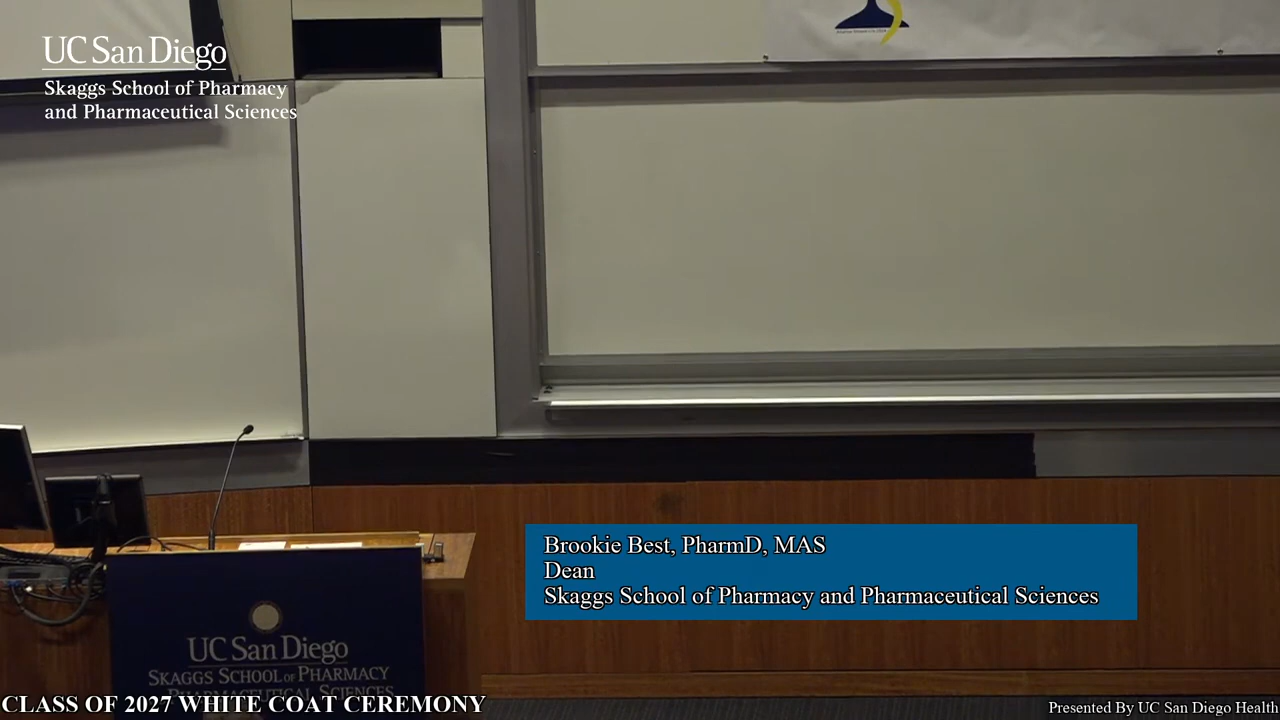 UC San Diego
Skaggs School of Pharmacy
and Pharmaceutical Sciences
Brookie Best, PharmD, MAS
Dean
Skaggs School of Pharmacy and Pharmaceutical Sciences
UC San Diego
SKAGGS SCHOOL OF PHARMACY
PHARMACEUTICAL SCIENCES
CLASS OF 2027 WHITE COAT CEREMONY
Presented By UC San Diego Health